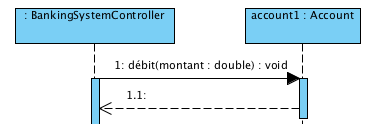 : BankingSystemController
account1 : Account
1: débit(montant : double) : void
1.1: